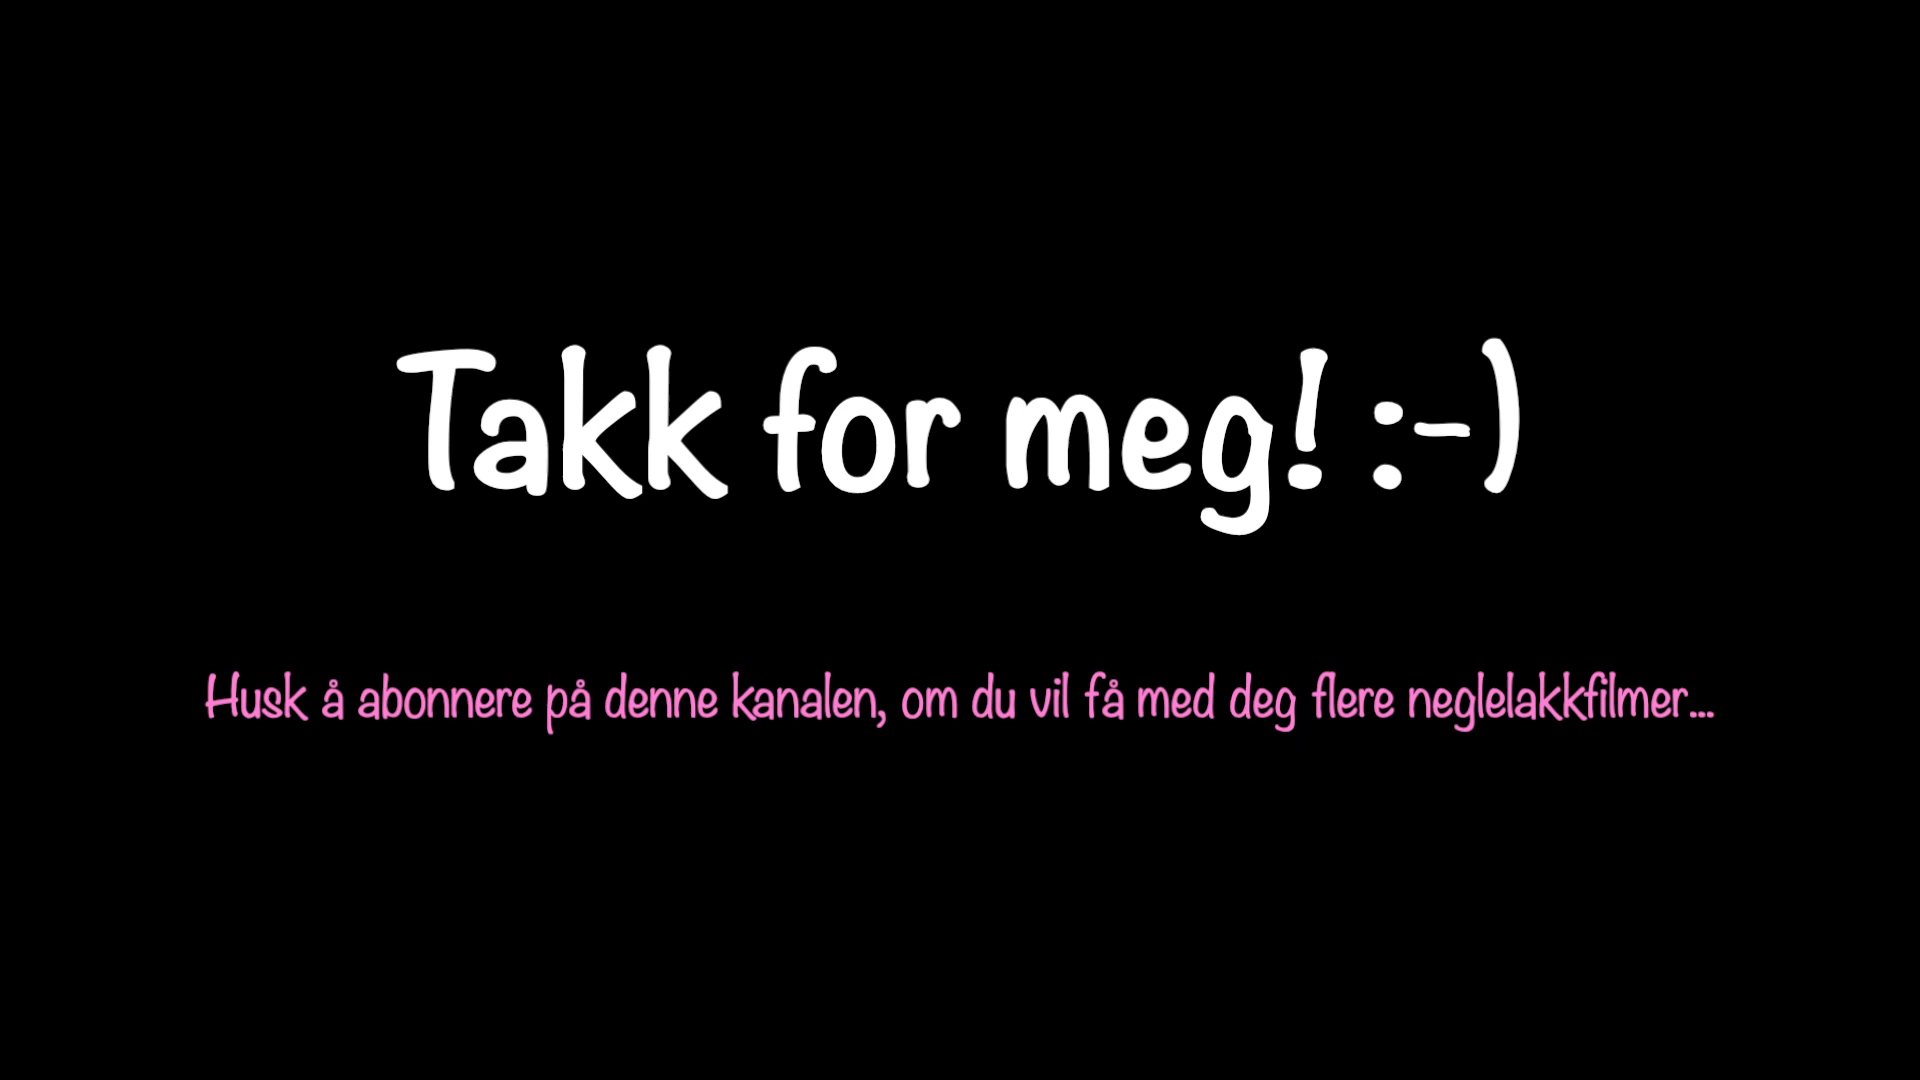 Takk for meg! :-)
Husk å abonnere på denne kanalen, om du vil få med deg flere neglelakkfilmer...